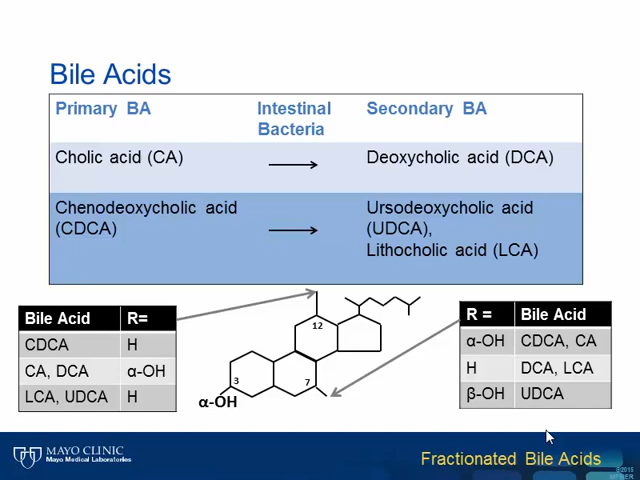 Bile Acids
Primary BA Intestinal Bacteria Secondary BA
Cholic acid (CA) Deoxycholic acid (DCA)
Chenodeoxycholic acid (CDCA) Ursodeoxycholic acid (UDCA),
Lithocholic acid (LCA)
Bile Acid R=
CDCA H
CA, DCA α-OH
LCA, UDCA H
12
3
7
α-OH
R = Bile Acid
α-OH CDCA, CA
H DCA, LCA
β-OH UDCA
MAYO CLINIC
Mayo Medical Laboratories
Fractionated Bile Acids